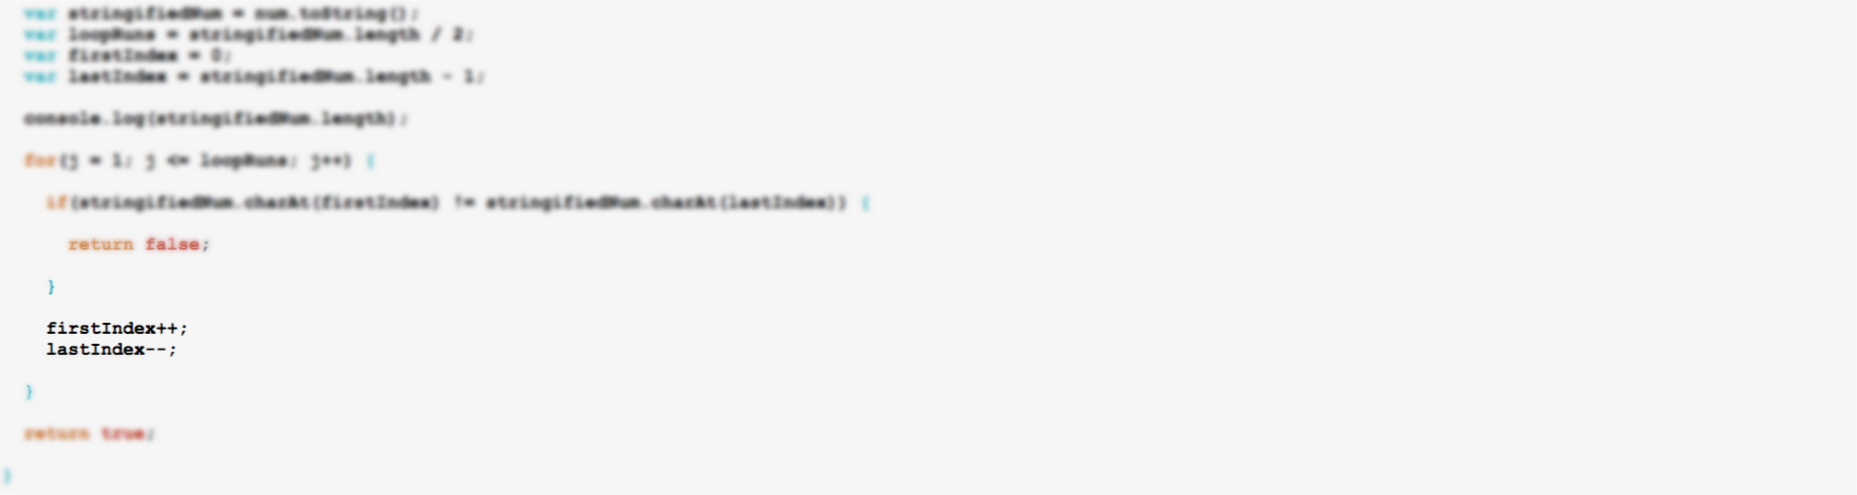 var stringifiedNum = num.toString();
var loopRuns = stringifiedNum.length / 2;
var firstIndex = 0;
var lastIndex = stringifiedNum.length - 1;
console.log(stringifiedNum.length);
for(j = 1; j <= loopRuns; j++) {
if(stringifiedNum.charAt(firstIndex) != stringifiedNum.charAt(lastIndex)) {
return false;
}
firstIndex++;
lastIndex--;
}
return true;
}